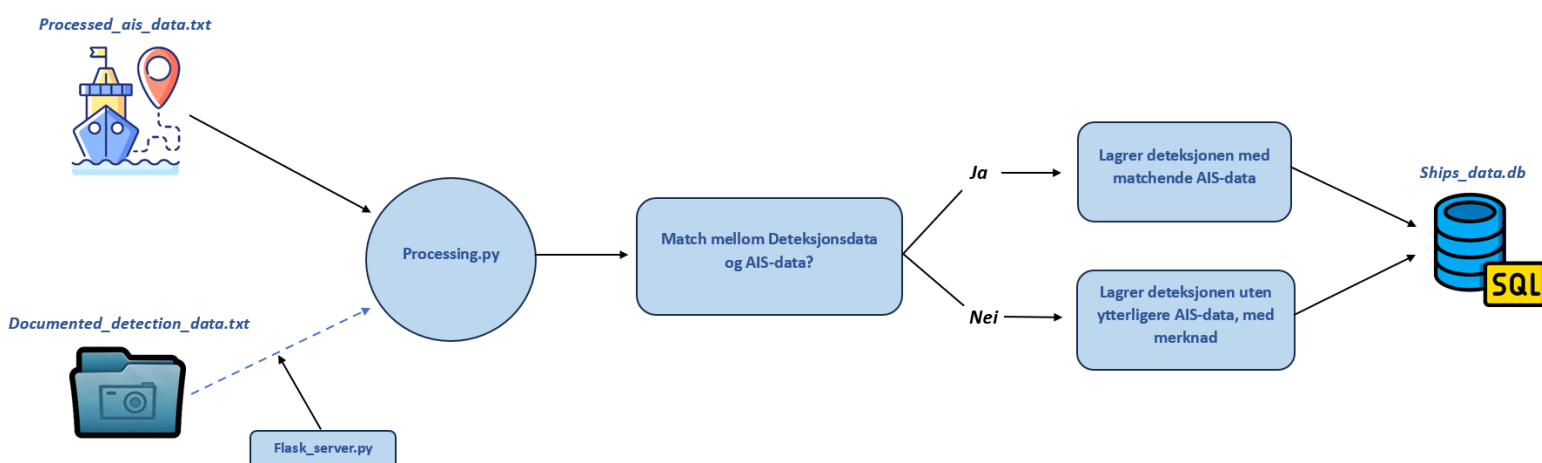 Processed_ais_data.txt
Documented_detection_data.txt
Flask_server.py
Processing.py
Match mellom Deteksjonsdata
og AIS-data?
Ja
Nei
Lagrer deteksjonen med
matchende AIS-data
Lagrer deteksjonen uten
ytterligere AIS-data, med
merknad
Ships_data.db
SQL